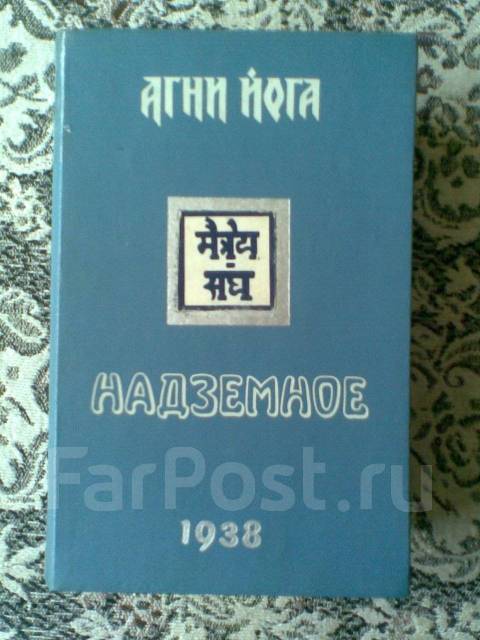 АГНИ ЙОГА
मैत्रेय
संघ
НАДЗЕМНОЕ
FarPost.ru
1938